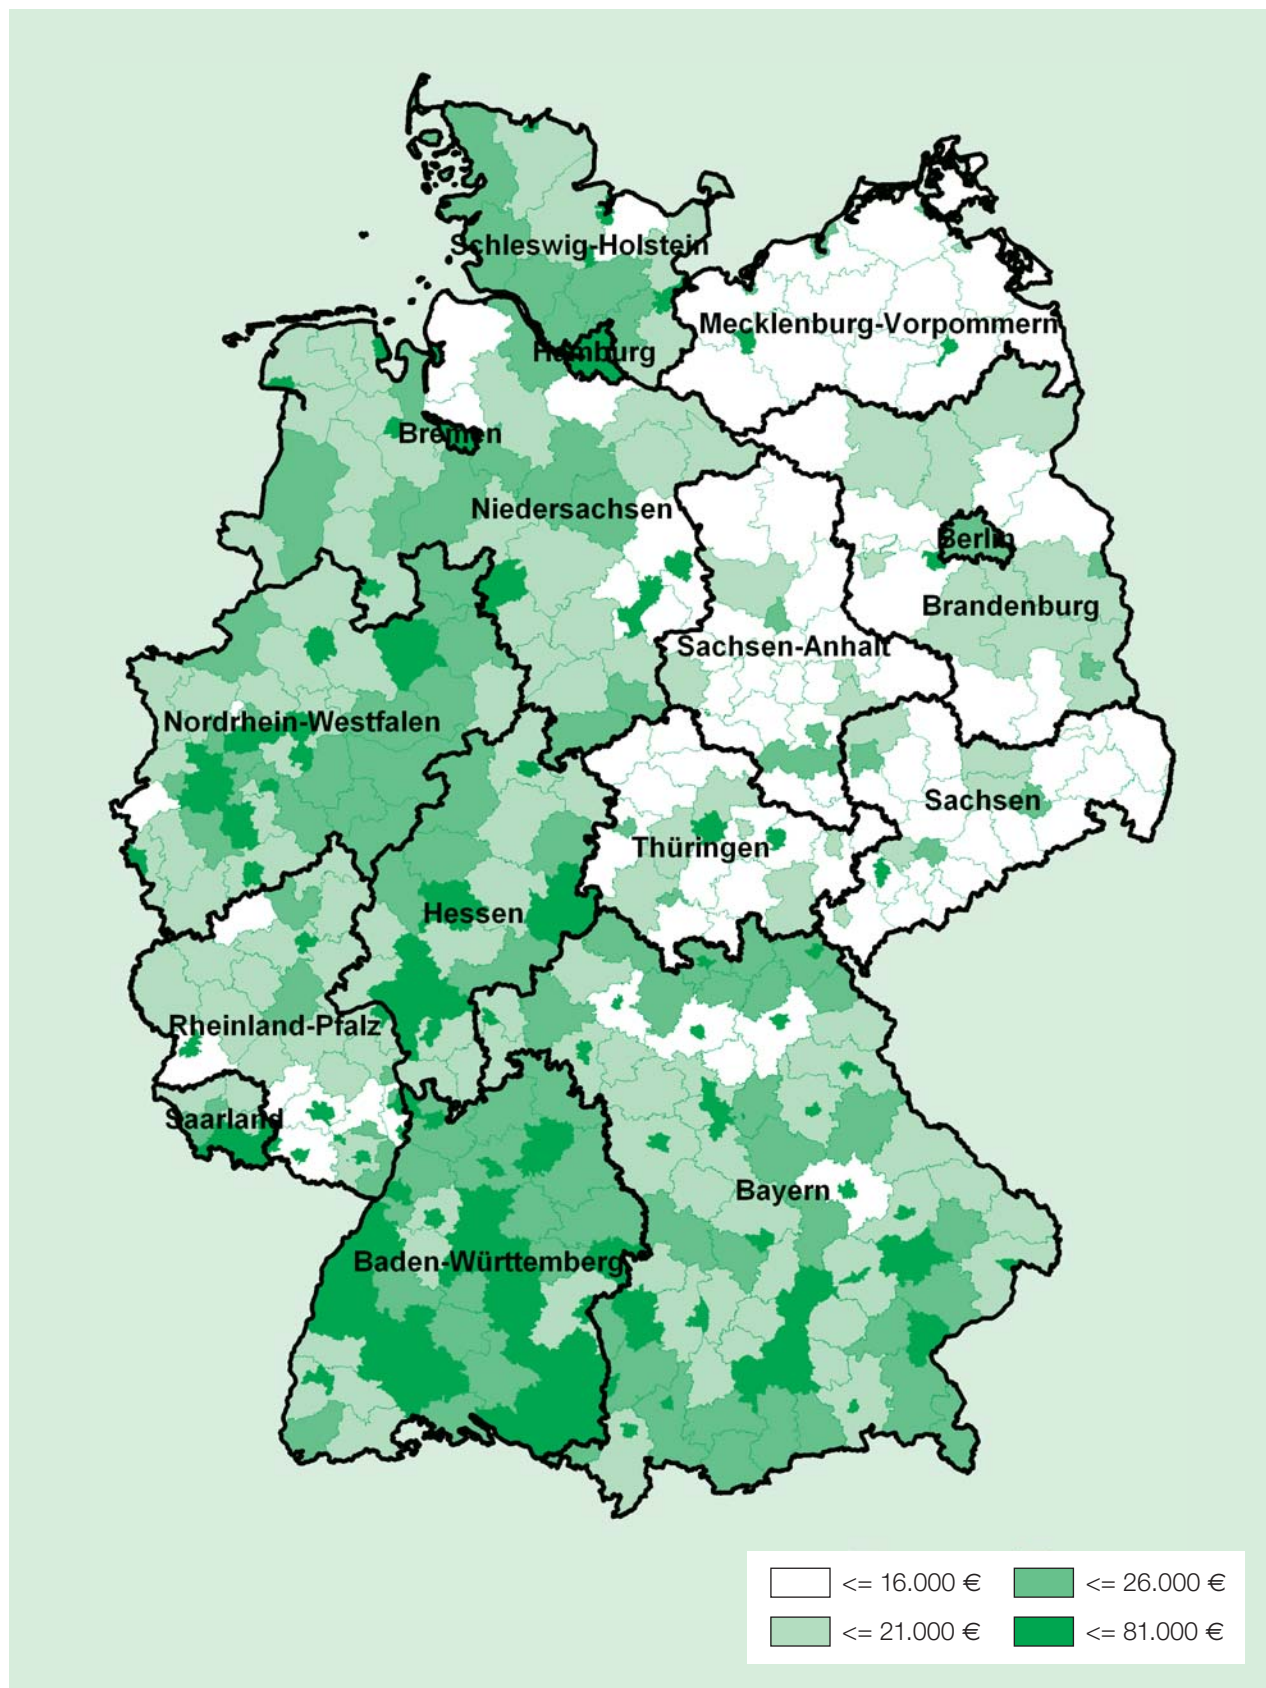 Schleswig-Holstein
Mecklenburg-Vorpommern
Hamburg
Bremen
Niedersachsen
Berlin
Brandenburg
Sachsen-Anhalt
Nordrhein-Westfalen
Sachsen
Thüringen
Hessen
Rheinland-Pfalz
Saarland
Bayern
Baden-Württemberg
<= 16.000 €
<= 26.000 €
<= 21.000 €
<= 81.000 €